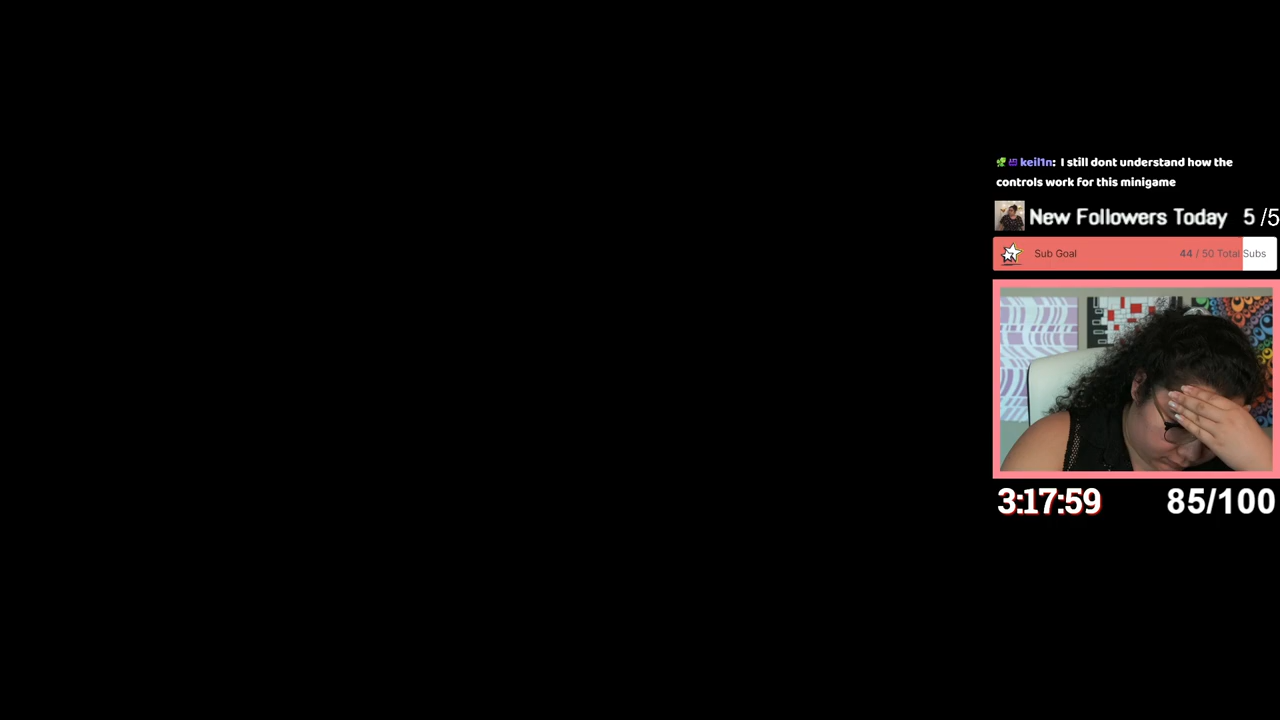 keil1n: I still dont understand how the
controls work for this minigame
New Followers Today 5 /5
Sub Goal 44 / 50 Total Subs
3:17:59 85/100